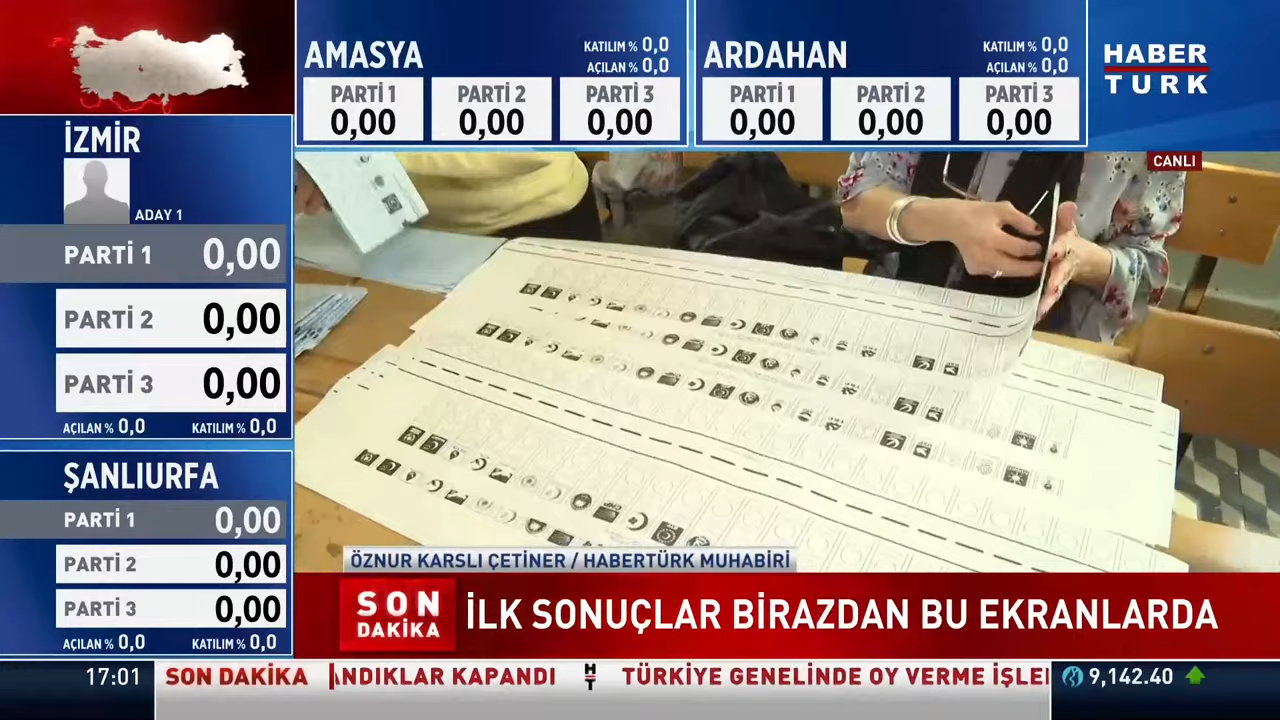 AMASYA
KATILIM % 0,0
AÇILAN % 0,0
PARTİ 1
0,00
PARTİ 2
0,00
PARTİ 3
0,00
ARDAHAN
KATILIM % 0,0
AÇILAN % 0,0
PARTİ 1
0,00
PARTİ 2
0,00
PARTİ 3
0,00
HABER
TURK
CANLI
İZMİR
ADAY 1
PARTİ 1 0,00
PARTİ 2 0,00
PARTİ 3 0,00
AÇILAN % 0,0 KATILIM % 0,0
ŞANLIURFA
PARTİ 1 0,00
PARTİ 2 0,00
PARTİ 3 0,00
AÇILAN % 0,0 KATILIM % 0,0
ÖZNUR KARSLI ÇETİNER / HABERTÜRK MUHABİRİ
SON
DAKİKA
İLK SONUÇLAR BİRAZDAN BU EKRANLARDA
17:01 SON DAKİKA ANDIKLAR KAPANDI HT TÜRKİYE GENELİNDE OY VERME İŞLE 9,142.40